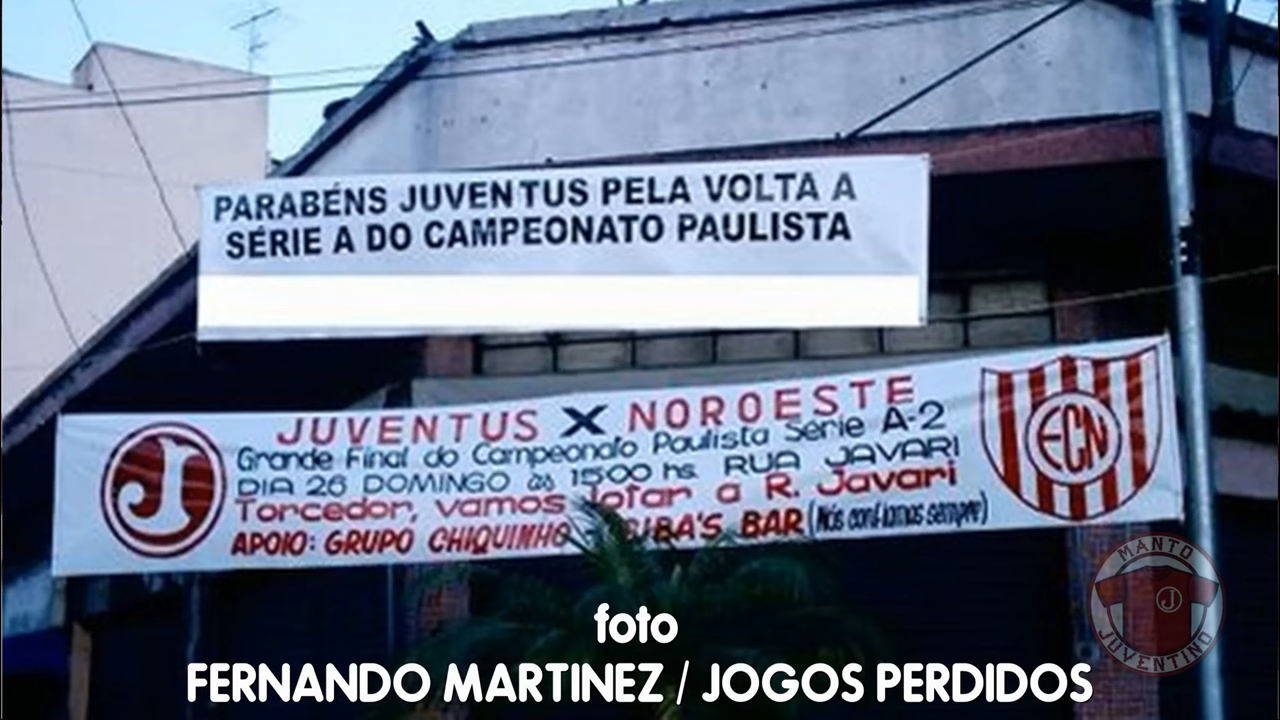 PARABÉNS JUVENTUS PELA VOLTA A
SÉRIE A DO CAMPEONATO PAULISTA
JUVENTUS X NOROESTE
Grande Final do Campeonato Paulista Série A-2
DIA 26 DOMINGO às 15:00 hs. RUA JAVARI
Torcedor, vamos lotar a R. Javari
APOIO: GRUPO CHIQUINHO BAR (Nós confiamos sempre)
J
ECN
foto
FERNANDO MARTINEZ / JOGOS PERDIDOS
MANTO
J
JUVENTINO